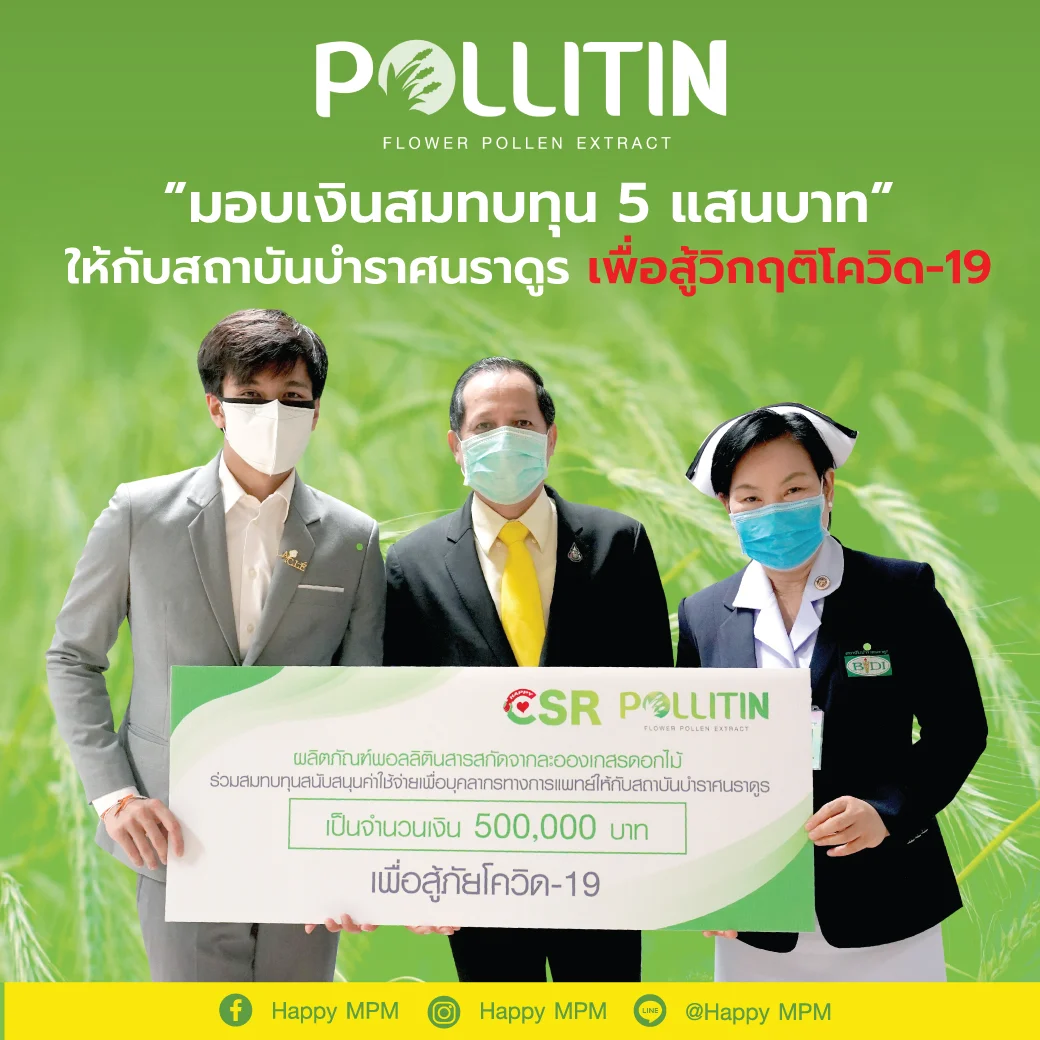 POLLITIN
FLOWER POLLEN EXTRACT
"มอบเงินสมทบทุน 5 แสนบาท"
ให้กับสถาบันบำราศนราดูร เพื่อสู้วิกฤติโควิด-19
HAPPY
CSR POLLITIN
FLOWER POLLEN EXTRACT
ผลิตภัณฑ์พอลลิตินสารสกัดจากละอองเกสรดอกไม้
ร่วมสมทบทุนสนับสนุนค่าใช้จ่ายเพื่อบุคลากรทางการแพทย์ให้กับสถาบันบำราศนราดูร
เป็นจำนวนเงิน 500,000 บาท
เพื่อสู้ภัยโควิด-19
BIDI
Happy MPM
Happy MPM
LINE @Happy MPM